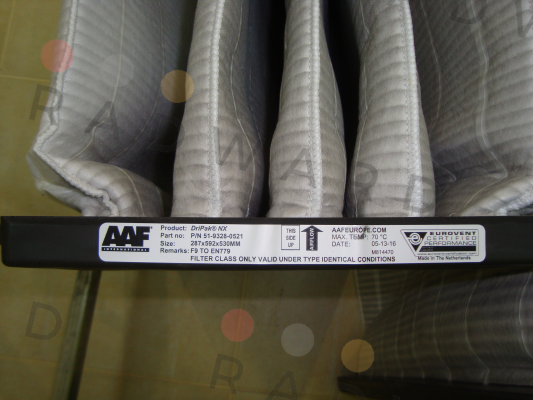 AAF
INTERNATIONAL
Product: DriPak® NX
Part no: P/N 51-9328-0521
Size: 287x592x530MM
Remarks: F9 TO EN779
FILTER CLASS ONLY VALID UNDER TYPE IDENTICAL CONDITIONS
THIS
SIDE
UP
AIRFLOW
AAFEUROPE.COM
MAX. TEMP: 70 °C
DATE: 05-13-16
M614470
EUROVENT
CERTIFIED
PERFORMANCE
Made in The Netherlands